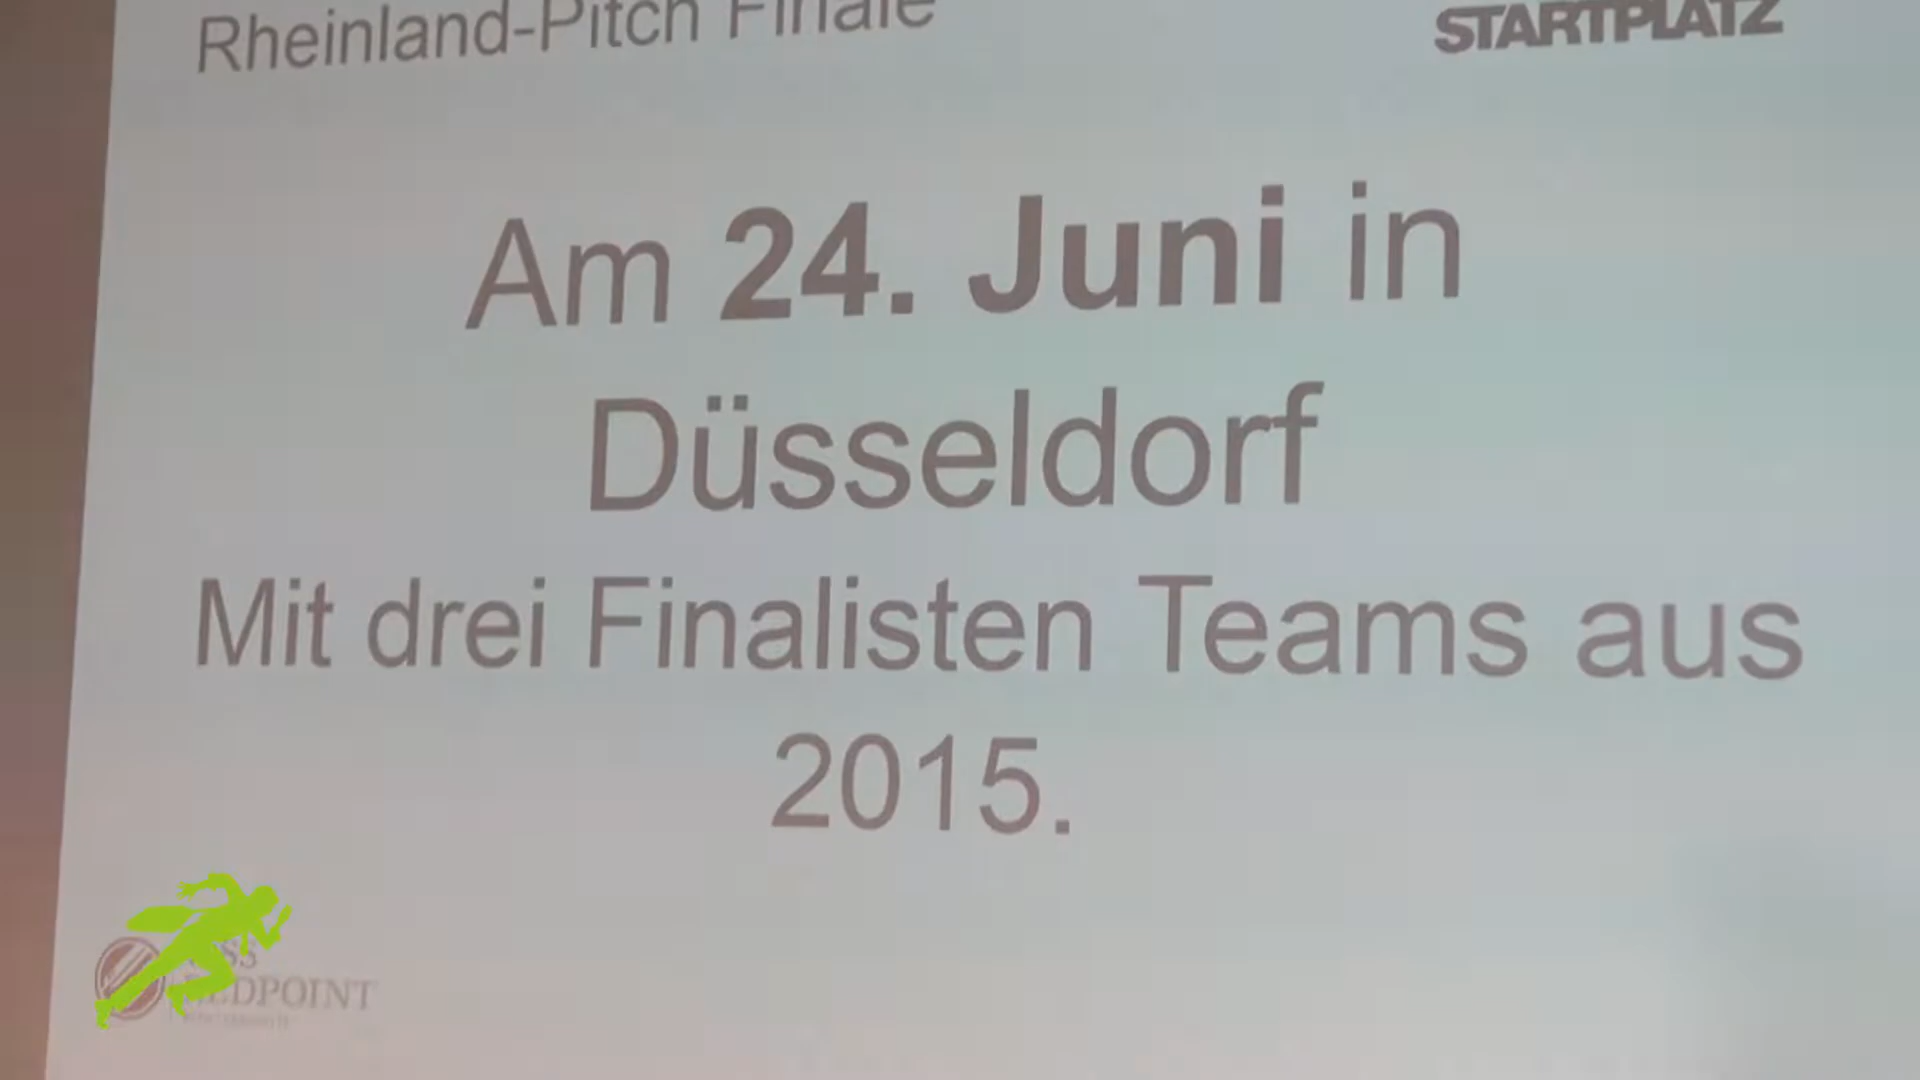 Rheinland-Pitch Finale
STARTPLATZ
Am 24. Juni in
Düsseldorf
Mit drei Finalisten Teams aus
2015.